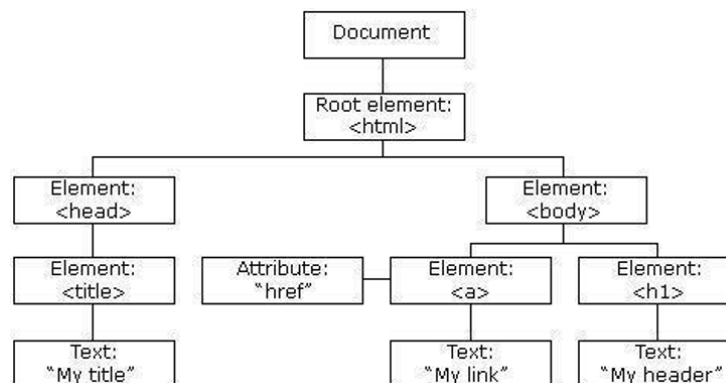 Document
Root element:
<html>
Element:
<head>
Element:
<body>
Element:
<title>
Attribute:
“href”
Element:
<a>
Element:
<h1>
Text:
“My title”
Text:
“My link”
Text:
“My header”